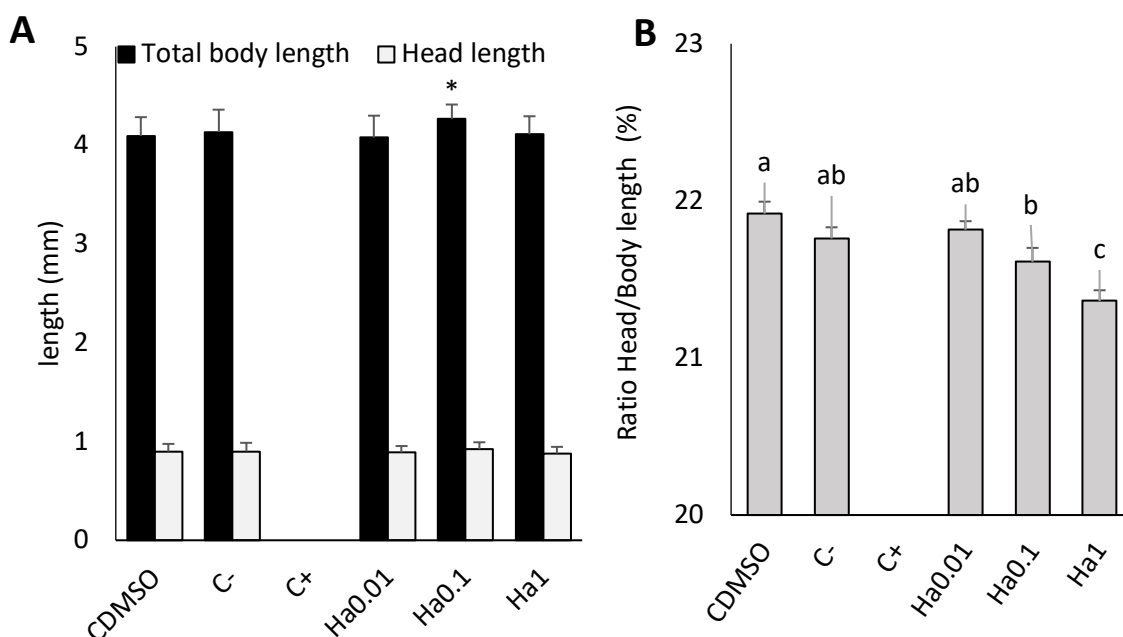 A
Total body length
Head length
length (mm)
5
4
3
2
1
0
*
CDMSO
C-
C+
Ha0.01
Ha0.1
Ha1
B
Ratio Head/Body length (%)
23
22
21
20
a
ab
ab
b
c
CDMSO
C-
C+
Ha0.01
Ha0.1
Ha1